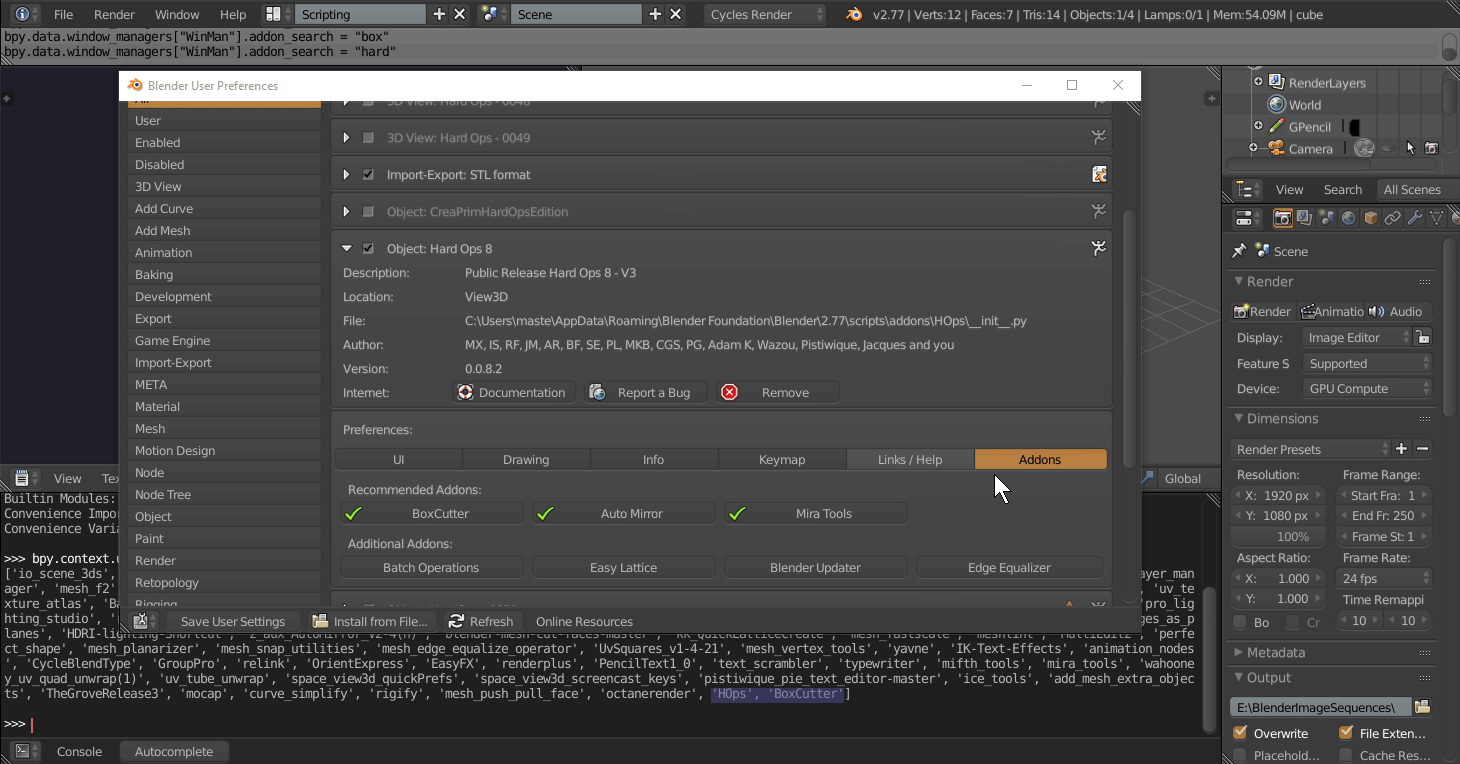 File Render Window Help Scripting Scene Cycles Render v2.77 | Verts:12 | Faces:7 | Tris:14 | Objects:1/4 | Lamps:0/1 | Mem:54.09M | cube
bpy.data.window_managers["WinMan"].addon_search = "box"
bpy.data.window_managers["WinMan"].addon_search = "hard"
Blender User Preferences
All
User
Enabled
Disabled
3D View
Add Curve
Add Mesh
Animation
Baking
Development
Export
Game Engine
Import-Export
META
Material
Mesh
Motion Design
Node
Node Tree
Object
Paint
Render
Retopology
Rigging
3D View: Hard Ops - 0048
3D View: Hard Ops - 0049
Import-Export: STL format
Object: CreaPrimHardOpsEdition
Object: Hard Ops 8
Description: Public Release Hard Ops 8 - V3
Location: View3D
File: C:\Users\maste\AppData\Roaming\Blender Foundation\Blender\2.77\scripts\addons\HOps\__init__.py
Author: MX, IS, RF, JM, AR, BF, SE, PL, MKB, CGS, PG, Adam K, Wazou, Pistiwique, Jacques and you
Version: 0.0.8.2
Internet: Documentation Report a Bug Remove
Preferences:
UI Drawing Info Keymap Links / Help Addons
Recommended Addons:
BoxCutter Auto Mirror Mira Tools
Additional Addons:
Batch Operations Easy Lattice Blender Updater Edge Equalizer
Save User Settings Install from File... Refresh Online Resources
RenderLayers
World
GPencil
Camera
View Search All Scenes
Scene
Render
Render Animatio Audio
Display: Image Editor
Feature S Supported
Device: GPU Compute
Dimensions
Render Presets
Resolution: Frame Range:
X: 1920 px Start Fra: 1
Y: 1080 px End Fr: 250
100% Frame St: 1
Aspect Ratio: Frame Rate:
X: 1.000 24 fps
Y: 1.000 Time Remappi
Bo Cr 10 10
Metadata
Output
E:\BlenderImageSequences\
Overwrite File Exten...
Placehold... Cache Res...
View Tex Global
Builtin Modules:
Convenience Impor
Convenience Varia
>>> bpy.context.u
['io_scene_3ds', ayer_man
ager', 'mesh_f2' 'uv_te
xture_atlas', 'Ba 'pro_lig
hting_studio', ges_as_p
lanes', 'HDRI-lighting-Shortcut', 'perfe
ct_shape', 'mesh_planarizer', 'mesh_snap_utilities', 'mesh_edge_equalize_operator', 'UvSquares_v1-4-21', 'mesh_vertex_tools', 'yavne', 'IK-Text-Effects', 'animation_nodes
', 'CycleBlendType', 'GroupPro', 'relink', 'OrientExpress', 'EasyFX', 'renderplus', 'PencilText1_0', 'text_scrambler', 'typewriter', 'mifth_tools', 'mira_tools', 'wahoone
y_uv_quad_unwrap(1)', 'uv_tube_unwrap', 'space_view3d_quickPrefs', 'space_view3d_screencast_keys', 'pistiwique_pie_text_editor-master', 'ice_tools', 'add_mesh_extra_objec
ts', 'TheGroveRelease3', 'mocap', 'curve_simplify', 'rigify', 'mesh_push_pull_face', 'octanerender', 'HOps', 'BoxCutter']
>>>
Console Autocomplete